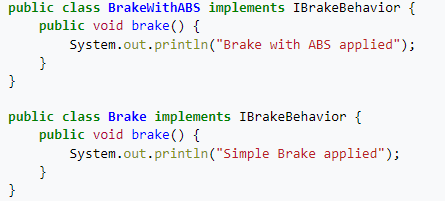 public class BrakeWithABS implements IBrakeBehavior {
    public void brake() {
        System.out.println("Brake with ABS applied");
    }
}

public class Brake implements IBrakeBehavior {
    public void brake() {
        System.out.println("Simple Brake applied");
    }
}